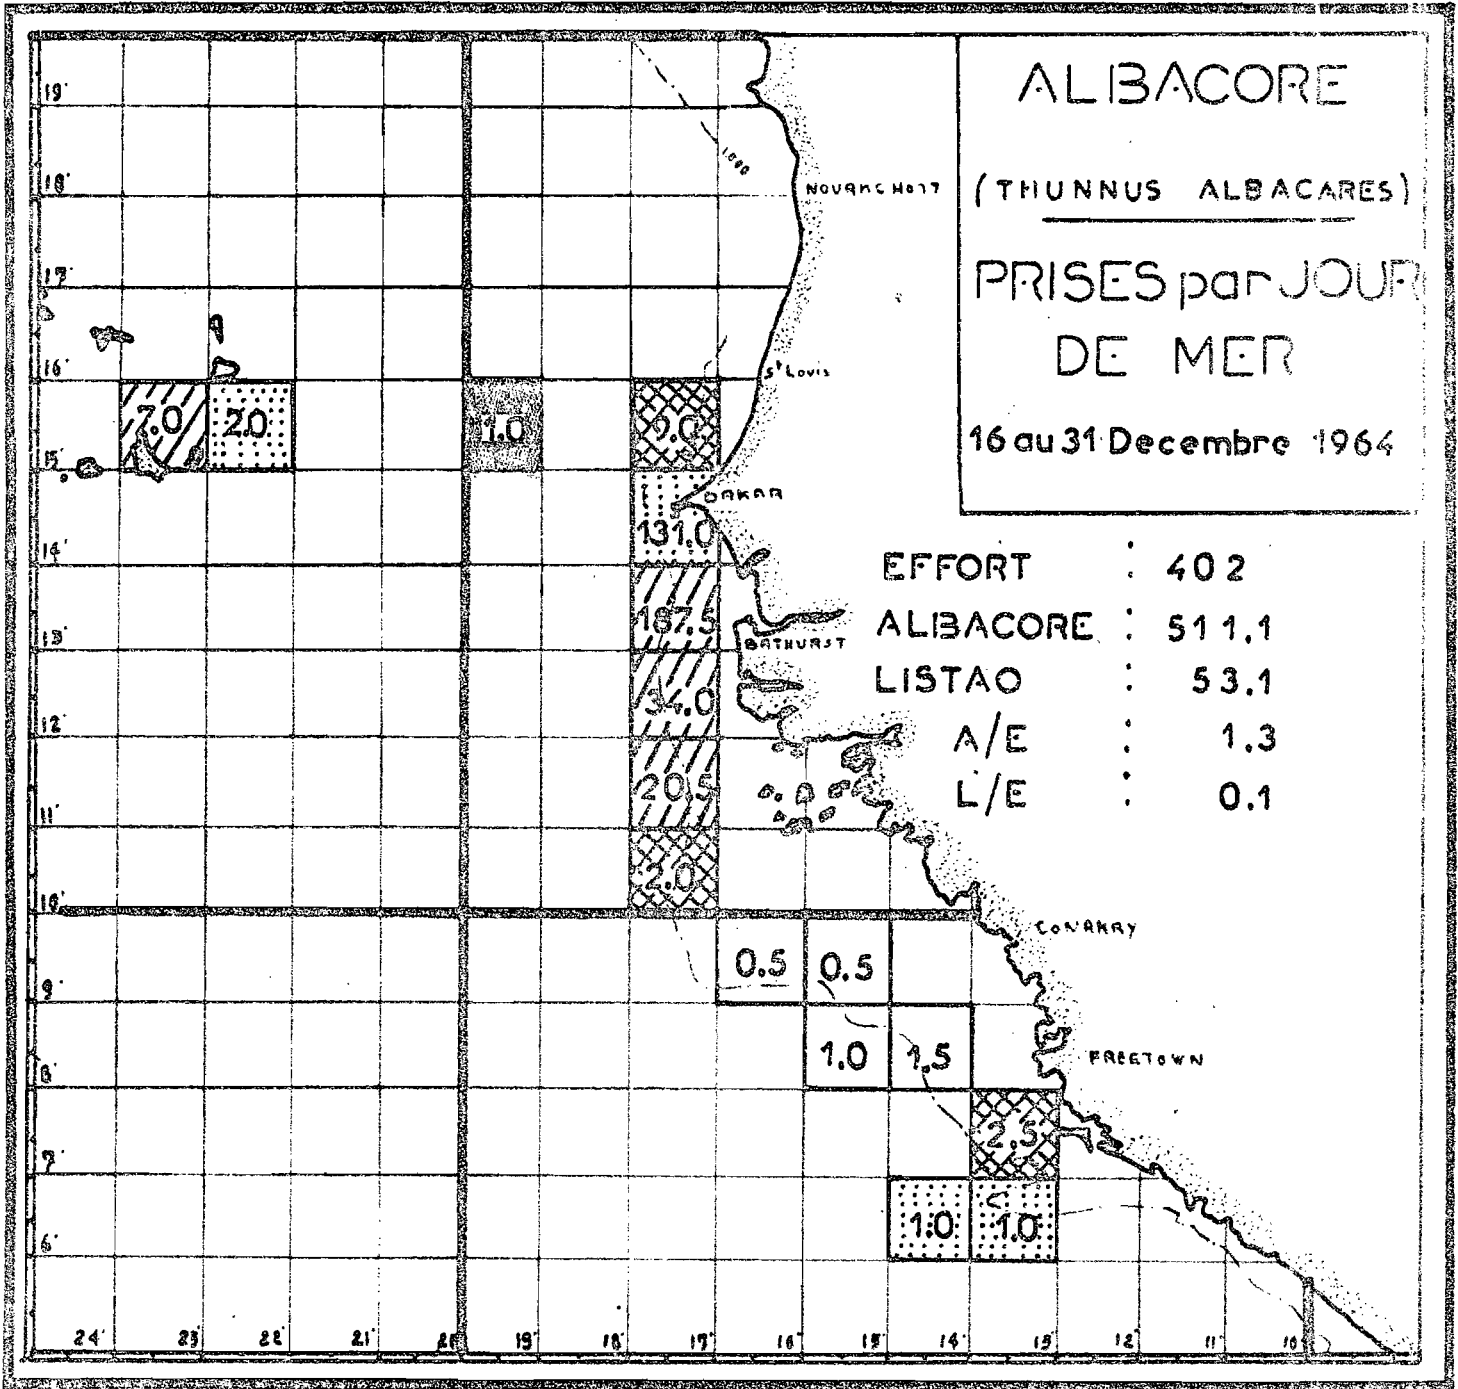 ALBACORE
(THUNNUS ALBACARES)
PRISES par JOUR
DE MER
16 au 31 Decembre 1964
EFFORT : 402
ALBACORE : 511.1
LISTAO : 53.1
A/E : 1.3
L/E : 0.1
19'
1000
18'
NOUAKCHOTT
17'
16'
St Louis
7.0 2.0 1.0 9.0
15'
DAKAR
131.0
14'
187.5
13'
BATHURST
34.0
12'
20.5
11'
2.0
10'
CONAKRY
0.5 0.5
9'
1.0 1.5
FREETOWN
8'
2.5
7'
1.0 1.0
6'
24' 23' 22' 21' 20' 19' 18' 17' 16' 15' 14' 13' 12' 11' 10'